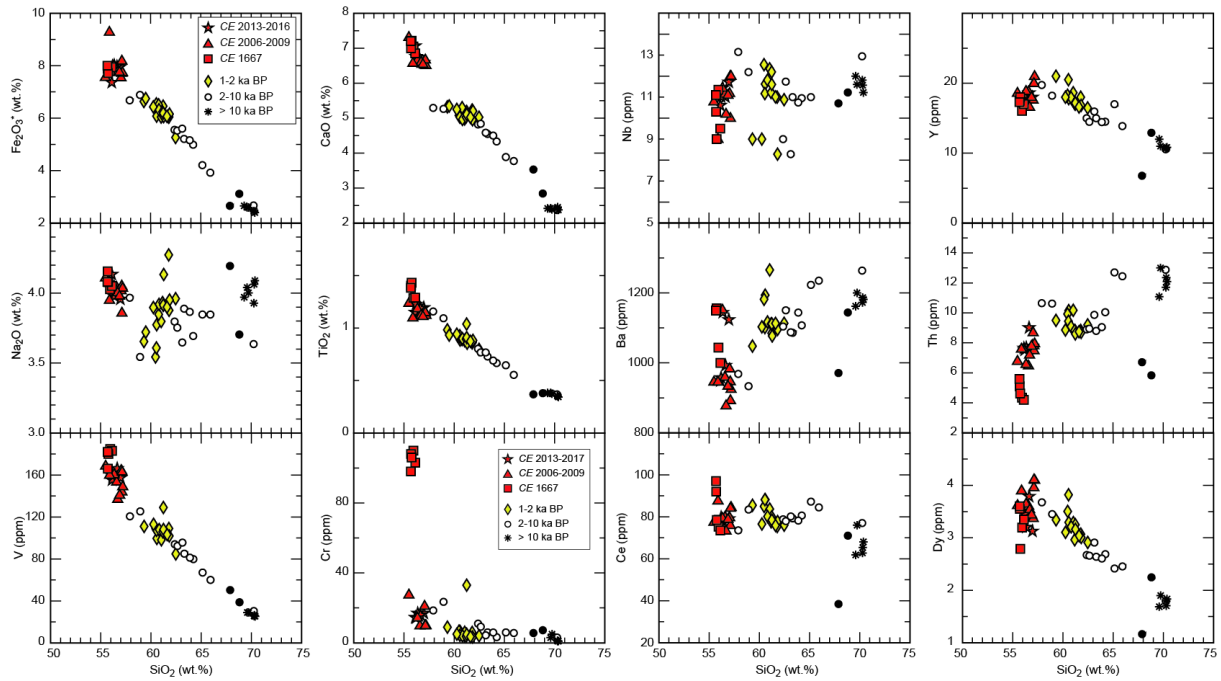 10
8
6
4
2
Fe₂O₃⁺ (wt.%)
CE 2013-2016
CE 2006-2009
CE 1667
1-2 ka BP
2-10 ka BP
> 10 ka BP
8
7
6
5
4
3
2
CaO (wt.%)
15
13
11
9
7
5
Nb (ppm)
30
20
10
0
Y (ppm)
4.0
3.5
3.0
Na₂O (wt.%)
2
1
0
TiO₂ (wt.%)
1200
1000
800
Ba (ppm)
14
12
10
8
6
4
2
Th (ppm)
160
120
80
40
0
V (ppm)
50 55 60 65 70 75
SiO₂ (wt.%)
80
40
0
Cr (ppm)
CE 2013-2017
CE 2006-2009
CE 1667
1-2 ka BP
2-10 ka BP
> 10 ka BP
50 55 60 65 70 75
SiO₂ (wt.%)
100
80
60
40
20
Ce (ppm)
50 55 60 65 70 75
SiO₂ (wt.%)
4
3
2
1
Dy (ppm)
50 55 60 65 70 75
SiO₂ (wt.%)